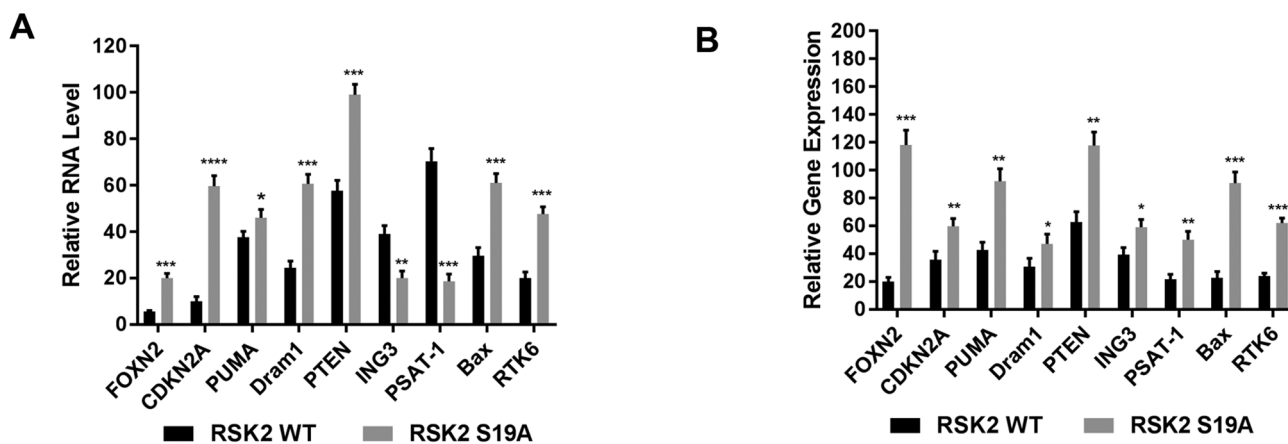 A
Relative RNA Level
120
100
80
60
40
20
0
***
****
*
***
***
**
***
***
***
FOXN2
CDKN2A
PUMA
Dram1
PTEN
ING3
PSAT-1
Bax
RTK6
RSK2 WT RSK2 S19A
B
Relative Gene Expression
200
180
160
140
120
100
80
60
40
20
0
***
**
**
*
**
*
**
***
***
FOXN2
CDKN2A
PUMA
Dram1
PTEN
ING3
PSAT-1
Bax
RTK6
RSK2 WT RSK2 S19A